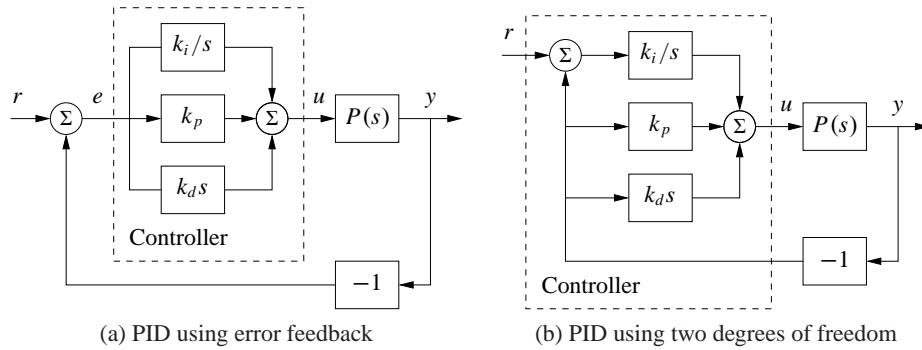 r
Σ
e
k_i/s
k_p
k_d s
Σ
u
P(s)
y
Controller
−1
(a) PID using error feedback
r
Σ
k_i/s
k_p
k_d s
Σ
u
P(s)
y
−1
Controller
(b) PID using two degrees of freedom